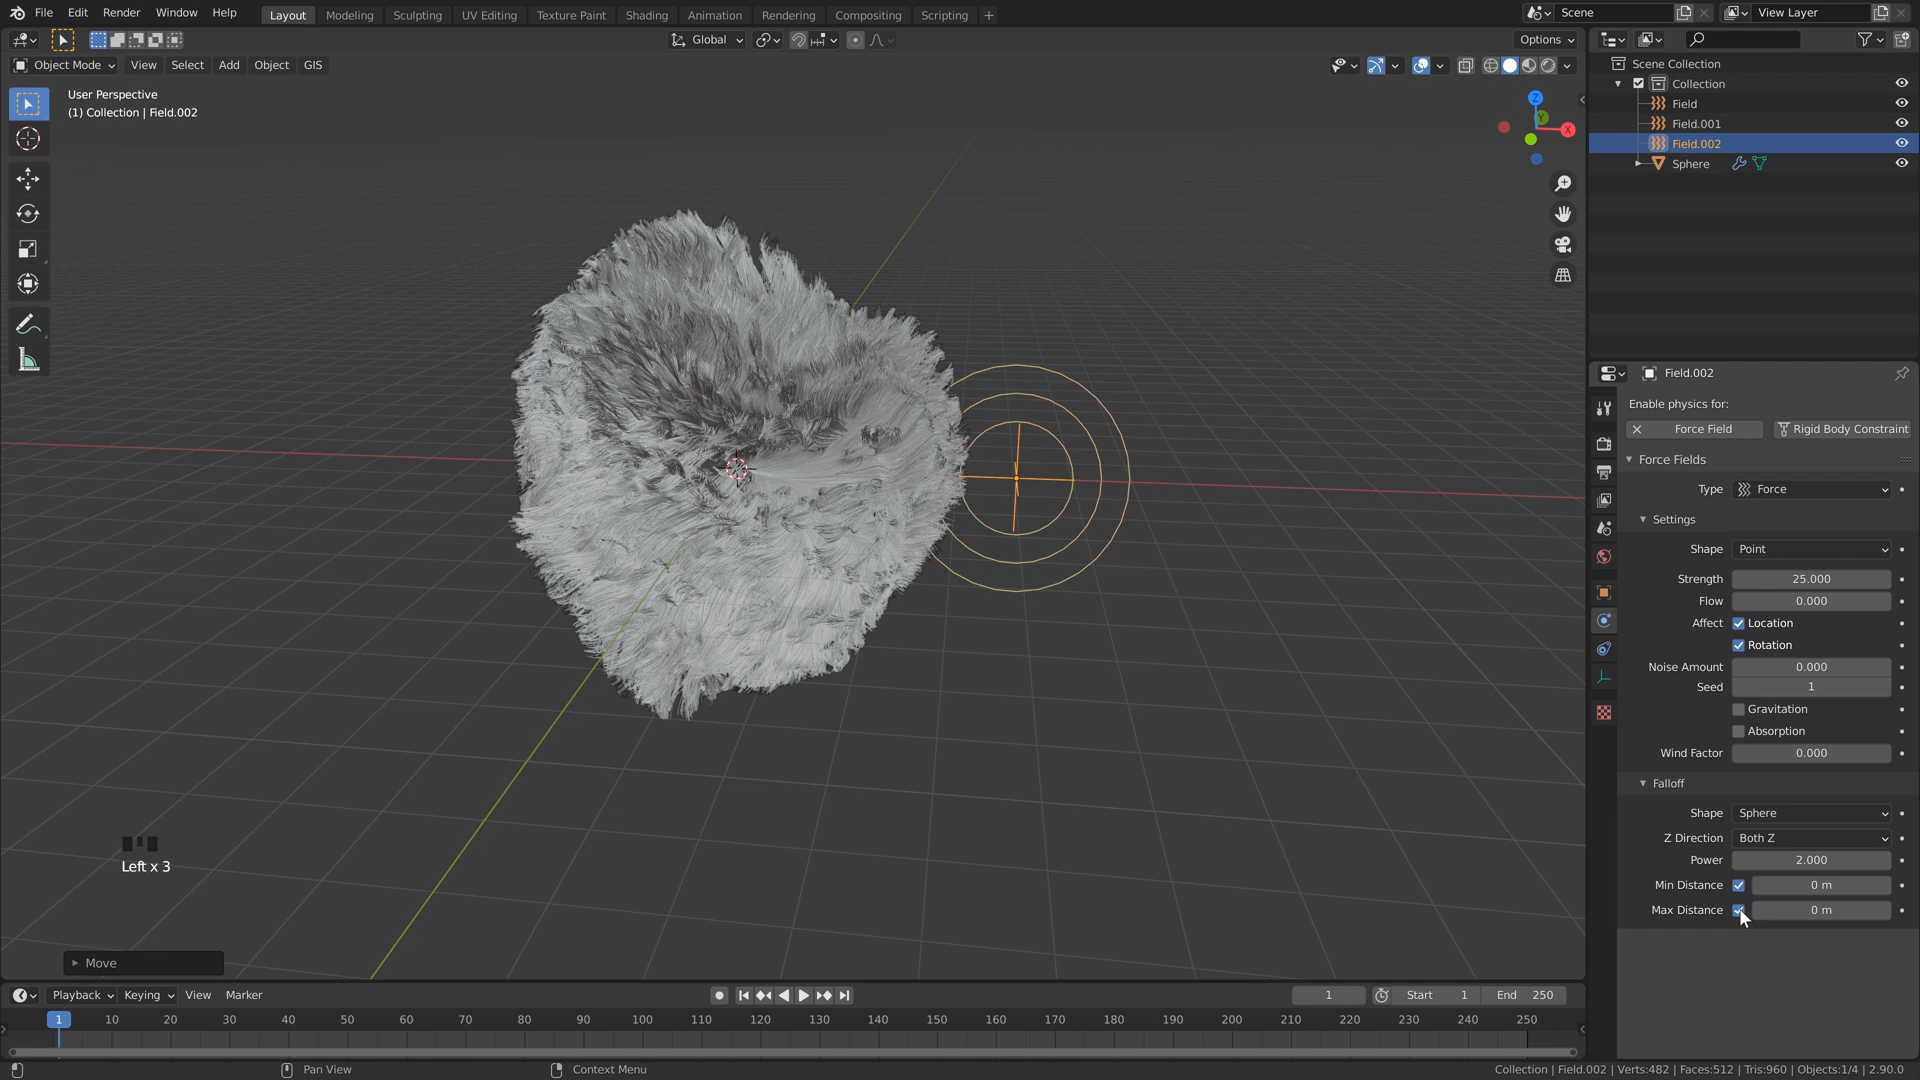 File Edit Render Window Help Layout Modeling Sculpting UV Editing Texture Paint Shading Animation Rendering Compositing Scripting + Scene View Layer
Global Options
Object Mode View Select Add Object GIS
User Perspective
(1) Collection | Field.002
Z
Y
X
Scene Collection
Collection
Field
Field.001
Field.002
Sphere
Field.002
Enable physics for:
Force Field Rigid Body Constraint
Force Fields
Type Force
Settings
Shape Point
Strength 25.000
Flow 0.000
Affect Location
Rotation
Noise Amount 0.000
Seed 1
Gravitation
Absorption
Wind Factor 0.000
Falloff
Shape Sphere
Z Direction Both Z
Power 2.000
Min Distance 0 m
Max Distance 0 m
Left x 3
Move
Playback Keying View Marker 1 Start 1 End 250
1 10 20 30 40 50 60 70 80 90 100 110 120 130 140 150 160 170 180 190 200 210 220 230 240 250
Pan View Context Menu Collection | Field.002 | Verts:482 | Faces:512 | Tris:960 | Objects:1/4 | 2.90.0